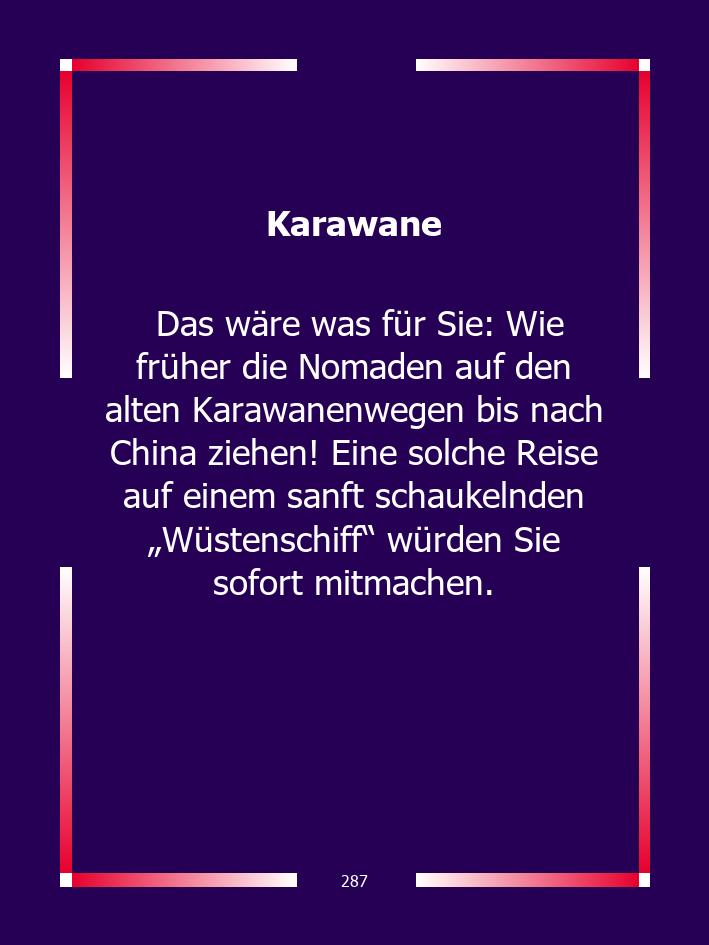 Karawane
Das wäre was für Sie: Wie
früher die Nomaden auf den
alten Karawanenwegen bis nach
China ziehen! Eine solche Reise
auf einem sanft schaukelnden
„Wüstenschiff“ würden Sie
sofort mitmachen.
287